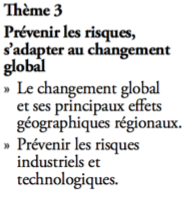 Thème 3
Prévenir les risques,
s'adapter au changement
global
» Le changement global
et ses principaux effets
géographiques régionaux.
» Prévenir les risques
industriels et
technologiques.